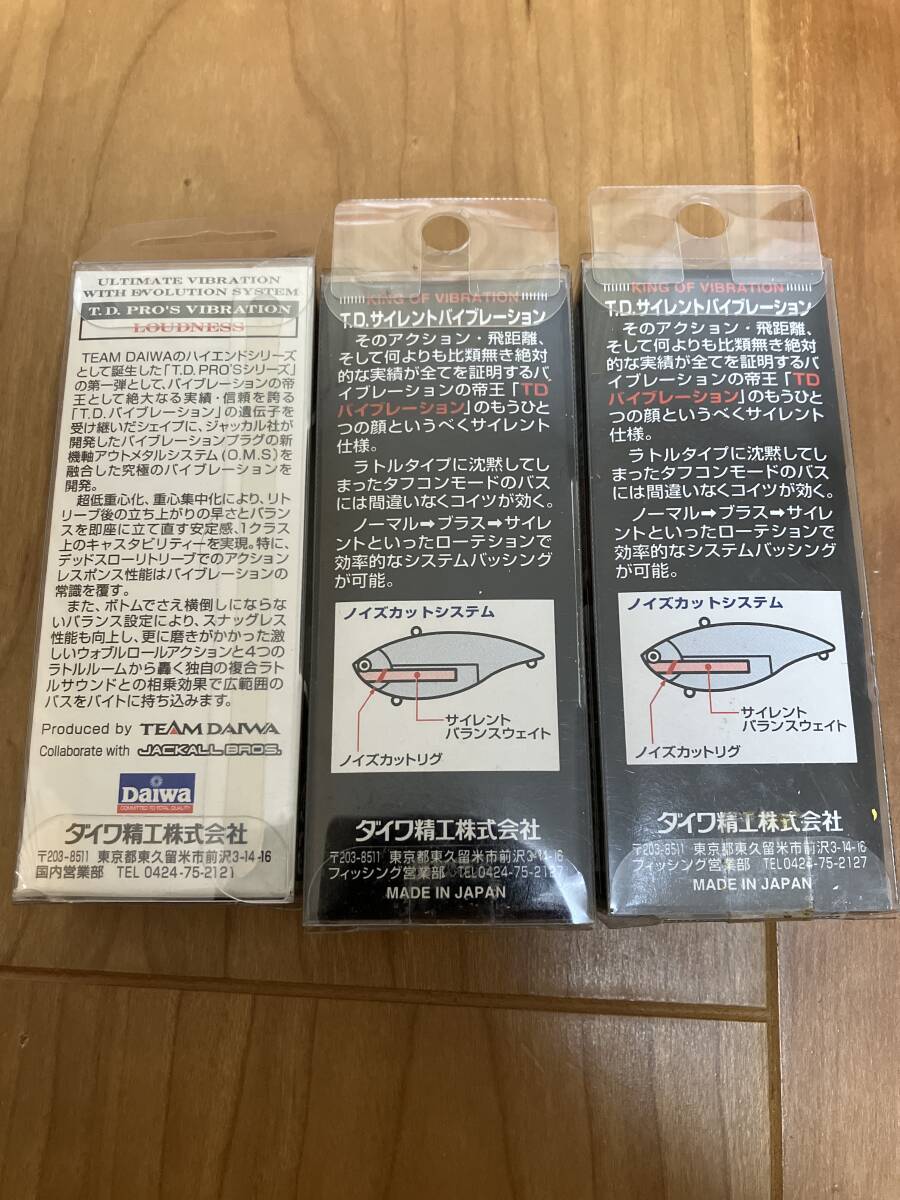 ULTIMATE VIBRATION
WITH EVOLUTION SYSTEM
T.D. PRO'S VIBRATION
LOUDNESS
TEAM DAIWAのハイエンドシリーズ
として誕生した「T.D.PRO'Sシリーズ」
の第一弾として、バイブレーションの帝
王として絶大なる実績・信頼を誇る
「T.D.バイブレーション」の遺伝子を
受け継いだシェイプに、ジャッカル社が
開発したバイブレーションプラグの新
機軸アウトメタルシステム(O.M.S)を
融合した究極のバイブレーションを
開発。
超低重心化、重心集中化により、リト
リーブ後の立ち上がりの早さとバラン
スを即座に立て直す安定感、1クラス
上のキャスタビリティーを実現。特に、
デッドスローリトリーブでのアクション
レスポンス性能はバイブレーションの
常識を覆す。
また、ボトムでさえ横倒しにならな
いバランス設定により、スナッグレス
性能も向上し、更に磨きがかかった激
しいウォブルロールアクションと4つの
ラトルルームから轟く独自の複合ラト
ルサウンドとの相乗効果で広範囲の
バスをバイトに持ち込みます。
Produced by TEAM DAIWA
Collaborate with JACKALL BROS.
Daiwa
COMMITTED TO TOTAL QUALITY
ダイワ精工株式会社
〒203-8511 東京都東久留米市前沢3-14-16
国内営業部 TEL 0424-75-2121
KING OF VIBRATION
T.D.サイレントバイブレーション
そのアクション・飛距離、
そして何よりも比類無き絶対
的な実績が全てを証明するバ
イブレーションの帝王「TD
バイブレーション」のもうひと
つの顔というべくサイレント
仕様。
ラトルタイプに沈黙してし
まったタフコンモードのバス
には間違いなくコイツが効く。
ノーマル➡ブラス➡サイレ
ントといったローテションで
効率的なシステムバッシング
が可能。
ノイズカットシステム
サイレント
バランスウェイト
ノイズカットリグ
ダイワ精工株式会社
〒203-8511 東京都東久留米市前沢3-14-16
フィッシング営業部 TEL0424-75-2127
MADE IN JAPAN
KING OF VIBRATION
T.D.サイレントバイブレーション
そのアクション・飛距離、
そして何よりも比類無き絶対
的な実績が全てを証明するバ
イブレーションの帝王「TD
バイブレーション」のもうひと
つの顔というべくサイレント
仕様。
ラトルタイプに沈黙してし
まったタフコンモードのバス
には間違いなくコイツが効く。
ノーマル➡ブラス➡サイレ
ントといったローテションで
効率的なシステムバッシング
が可能。
ノイズカットシステム
サイレント
バランスウェイト
ノイズカットリグ
ダイワ精工株式会社
〒203-8511 東京都東久留米市前沢3-14-16
フィッシング営業部 TEL0424-75-2127
MADE IN JAPAN